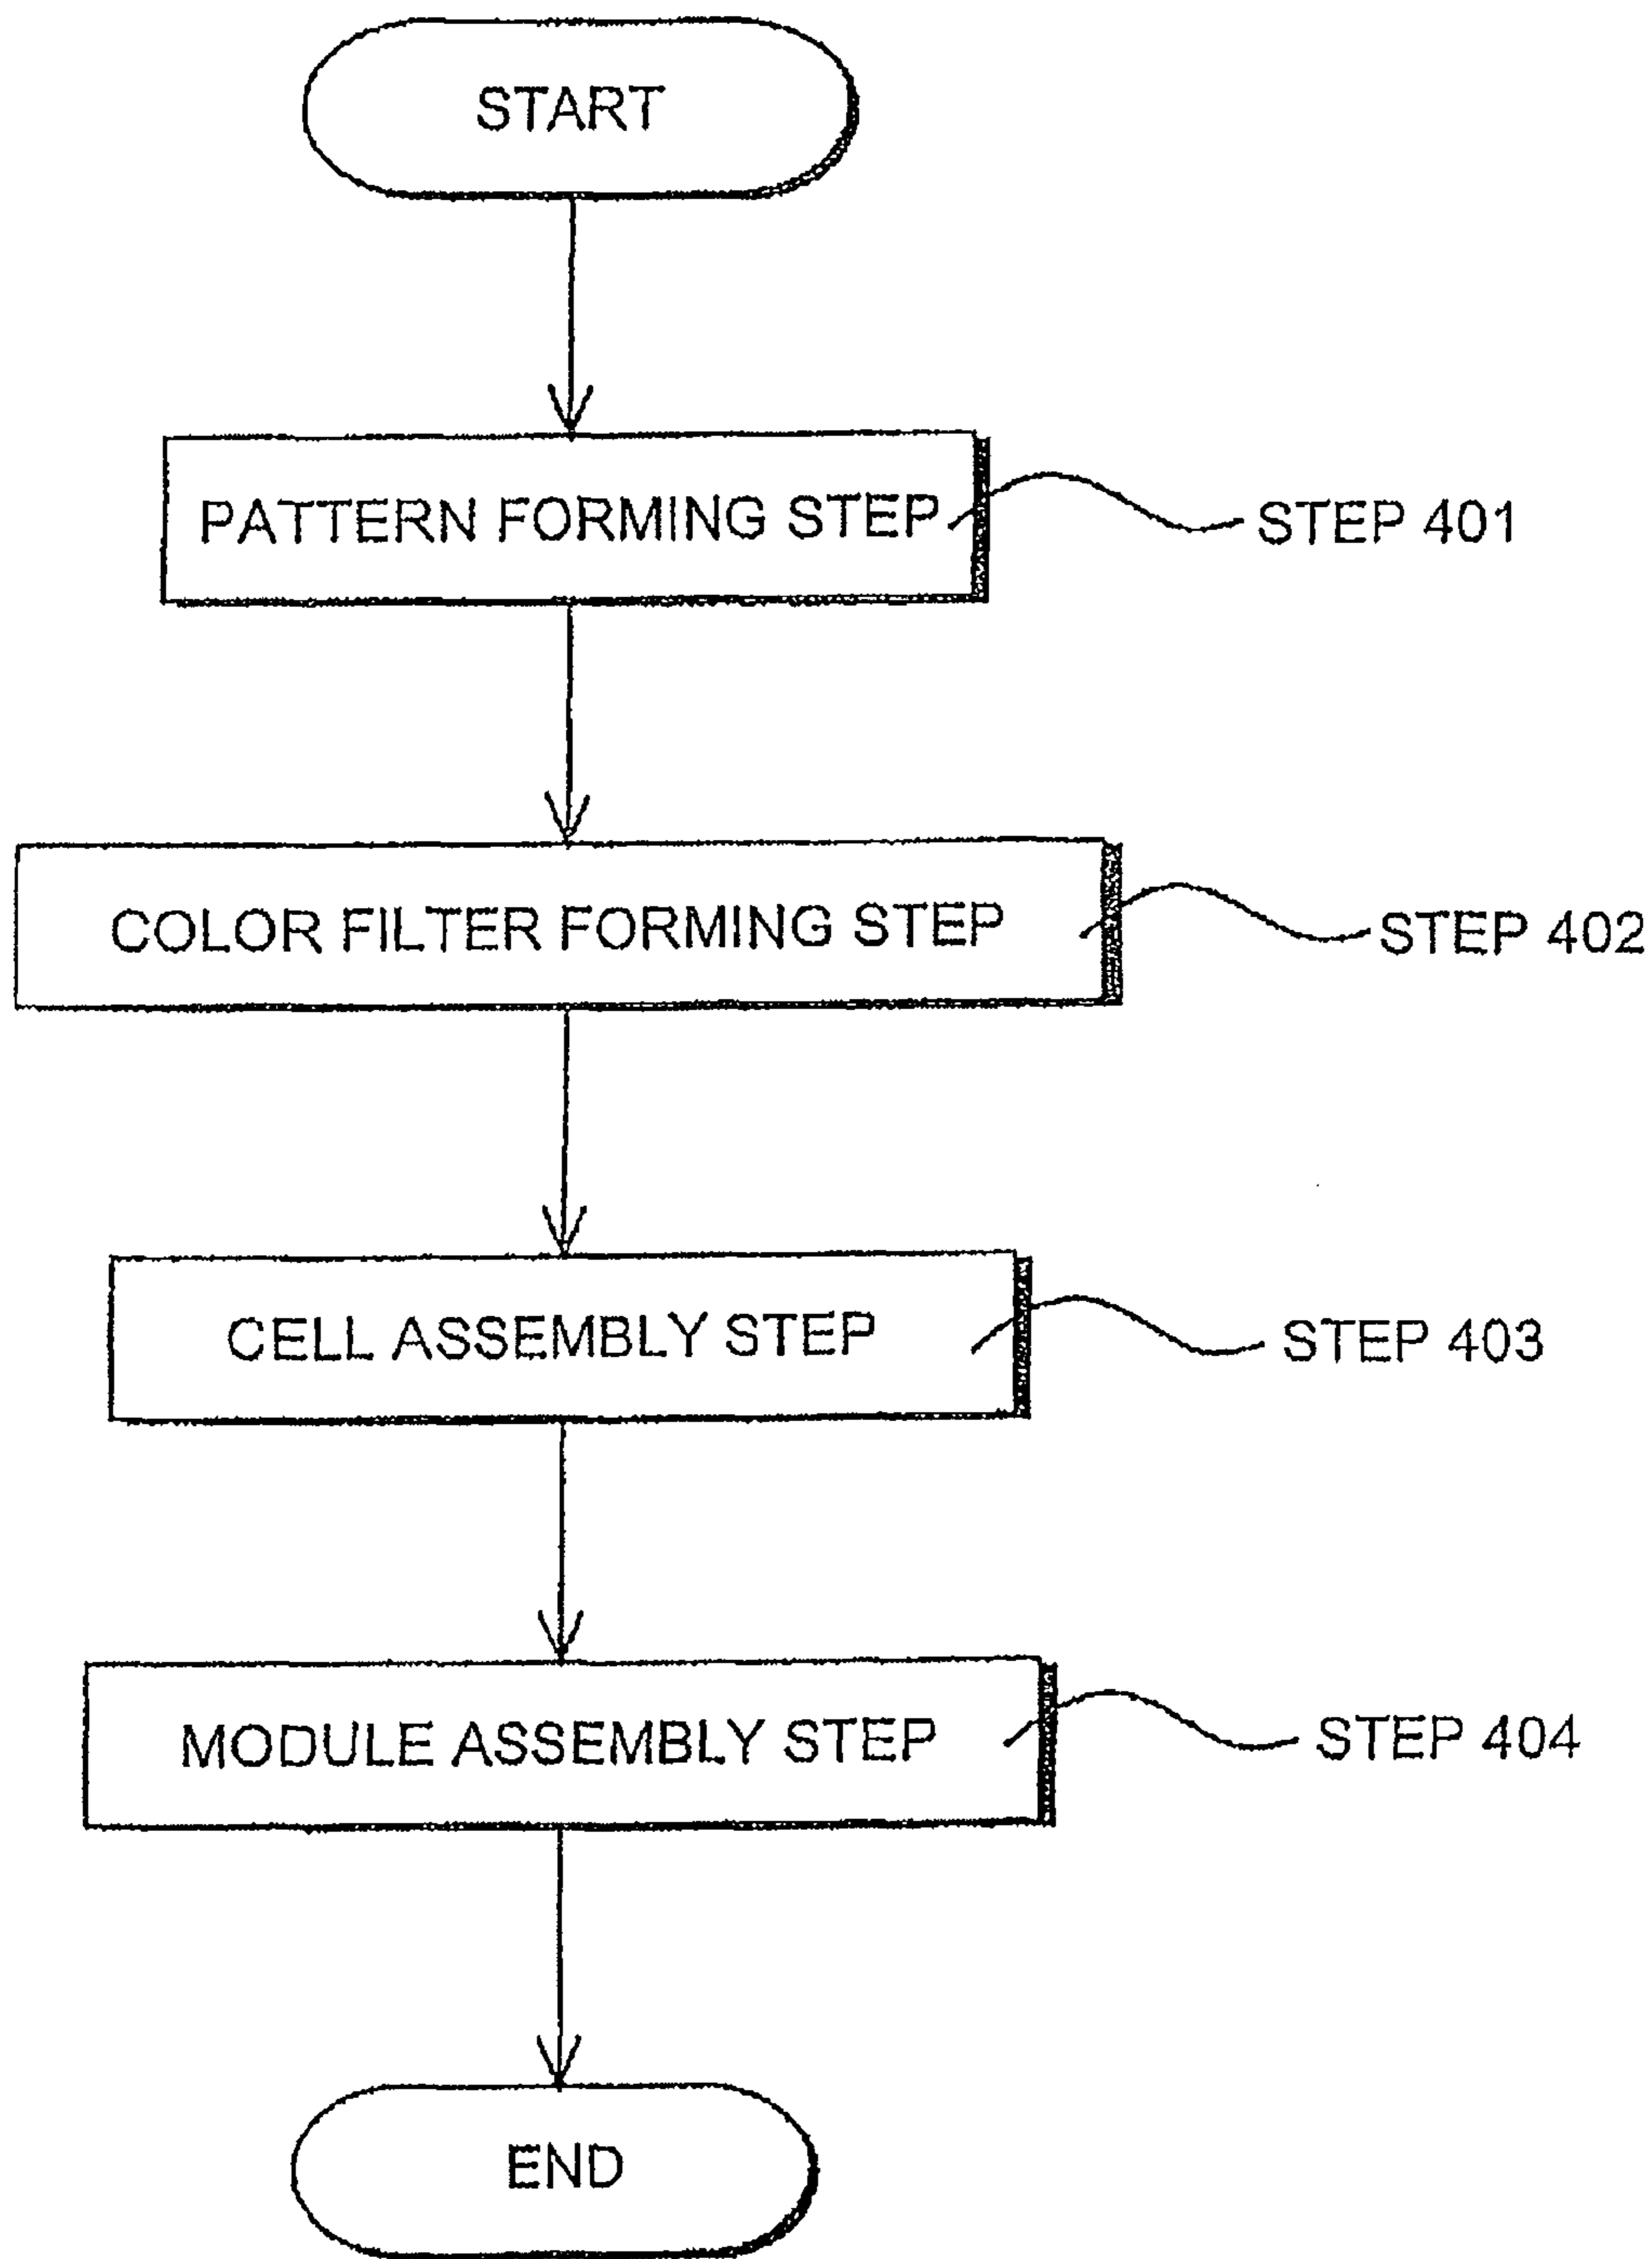 START
PATTERN FORMING STEP
STEP 401
COLOR FILTER FORMING STEP
STEP 402
CELL ASSEMBLY STEP
STEP 403
MODULE ASSEMBLY STEP
STEP 404
END